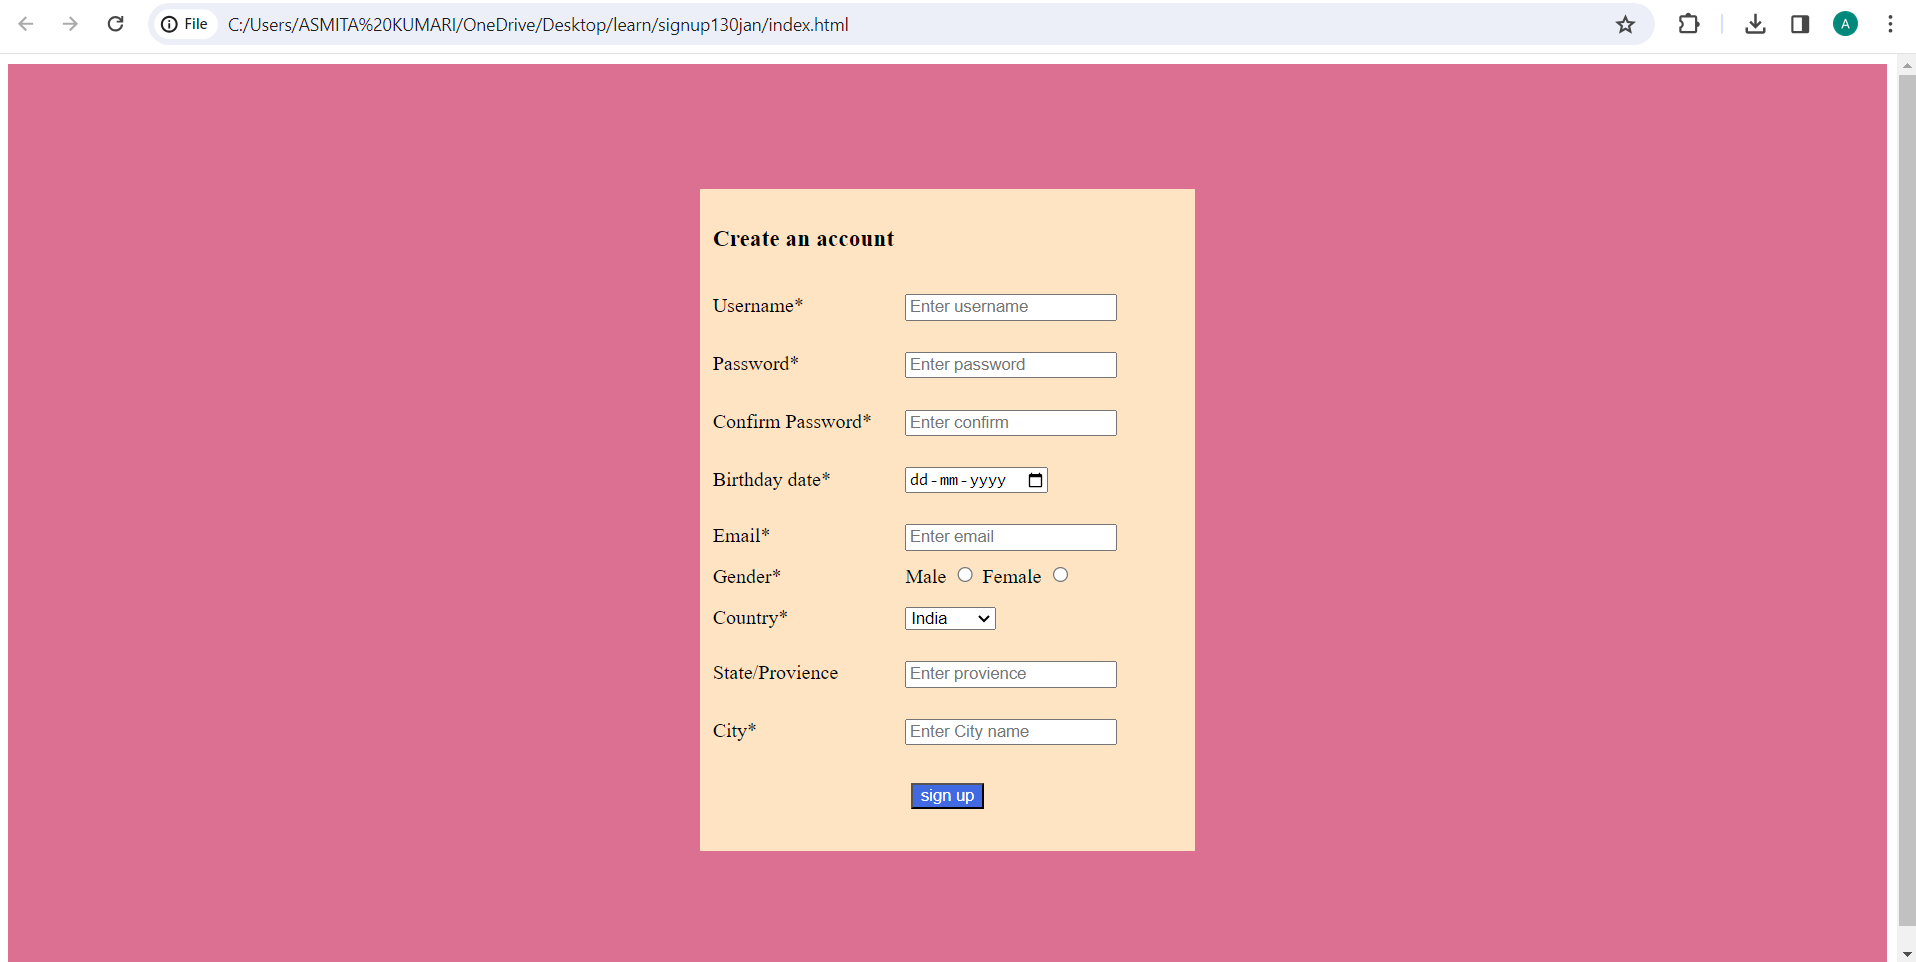 File C:/Users/ASMITA%20KUMARI/OneDrive/Desktop/learn/signup130jan/index.html A
Create an account
Username* Enter username
Password* Enter password
Confirm Password* Enter confirm
Birthday date* dd-mm-yyyy
Email* Enter email
Gender* Male Female
Country* India
State/Provience Enter provience
City* Enter City name
sign up